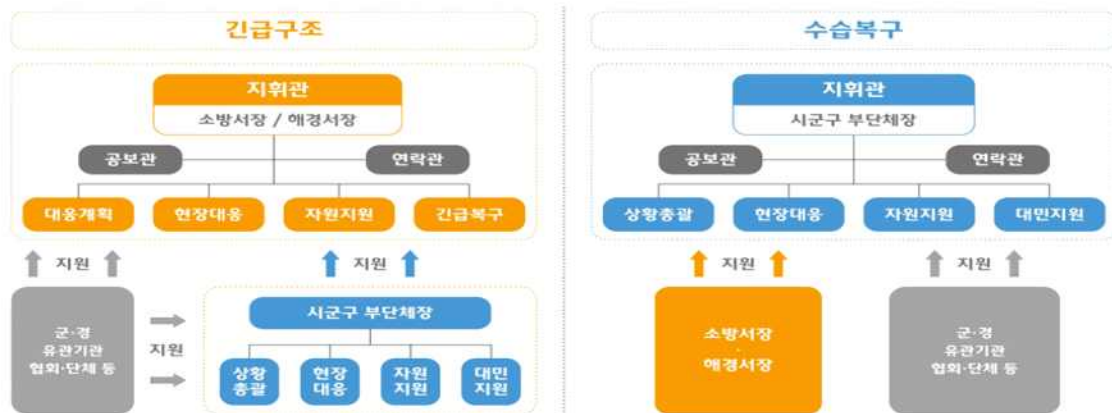 긴급구조
지휘관
소방서장 / 해경서장
공보관
연락관
대응계획
현장대응
자원지원
긴급복구
지원
지원
군·경
유관기관
협회·단체 등
지원
시군구 부단체장
상황
총괄
현장
대응
자원
지원
대민
지원
수습복구
지휘관
시군구 부단체장
공보관
연락관
상황총괄
현장대응
자원지원
대민지원
지원
지원
소방서장
·
해경서장
군·경
유관기관
협회·단체 등